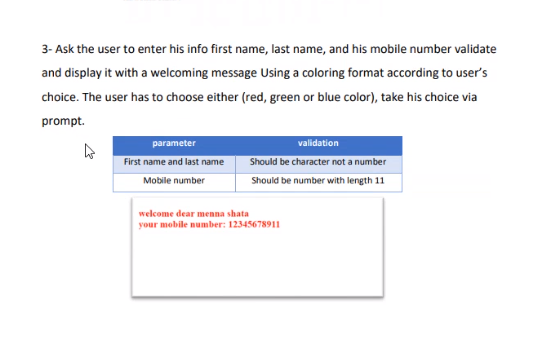 3- Ask the user to enter his info first name, last name, and his mobile number validate
and display it with a welcoming message Using a coloring format according to user's
choice. The user has to choose either (red, green or blue color), take his choice via
prompt.
parameter validation
First name and last name Should be character not a number
Mobile number Should be number with length 11
welcome dear menna shata
your mobile number: 12345678911